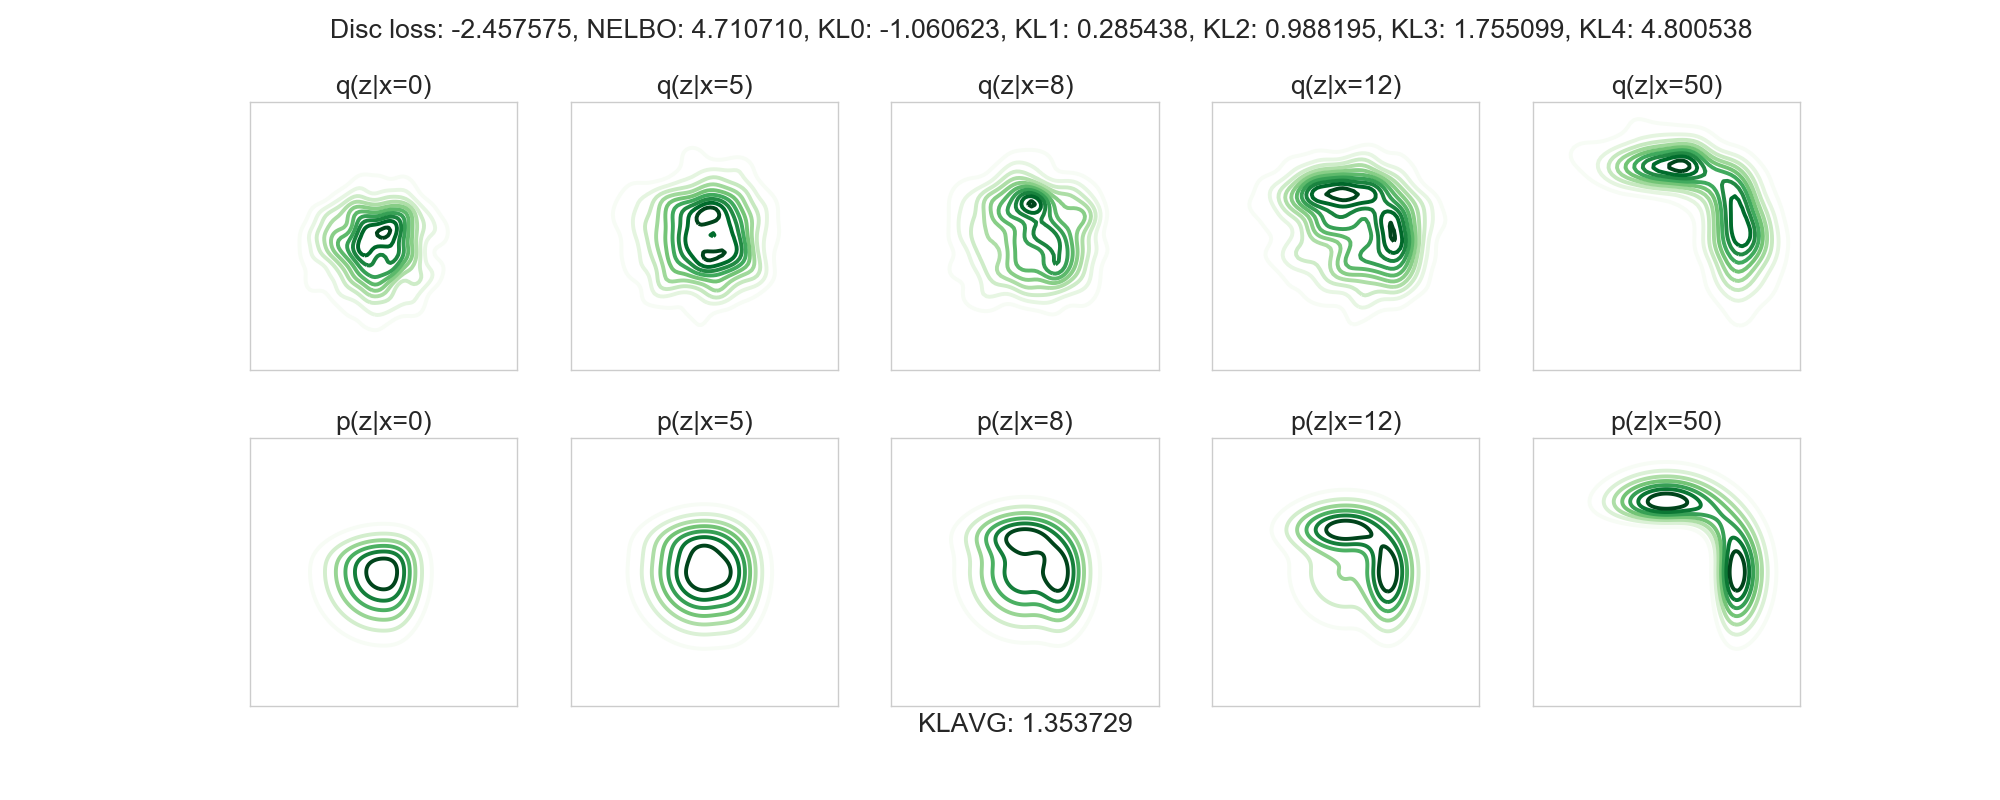 Disc loss: -2.457575, NELBO: 4.710710, KL0: -1.060623, KL1: 0.285438, KL2: 0.988195, KL3: 1.755099, KL4: 4.800538
q(z|x=0) q(z|x=5) q(z|x=8) q(z|x=12) q(z|x=50)
p(z|x=0) p(z|x=5) p(z|x=8) p(z|x=12) p(z|x=50)
KLAVG: 1.353729